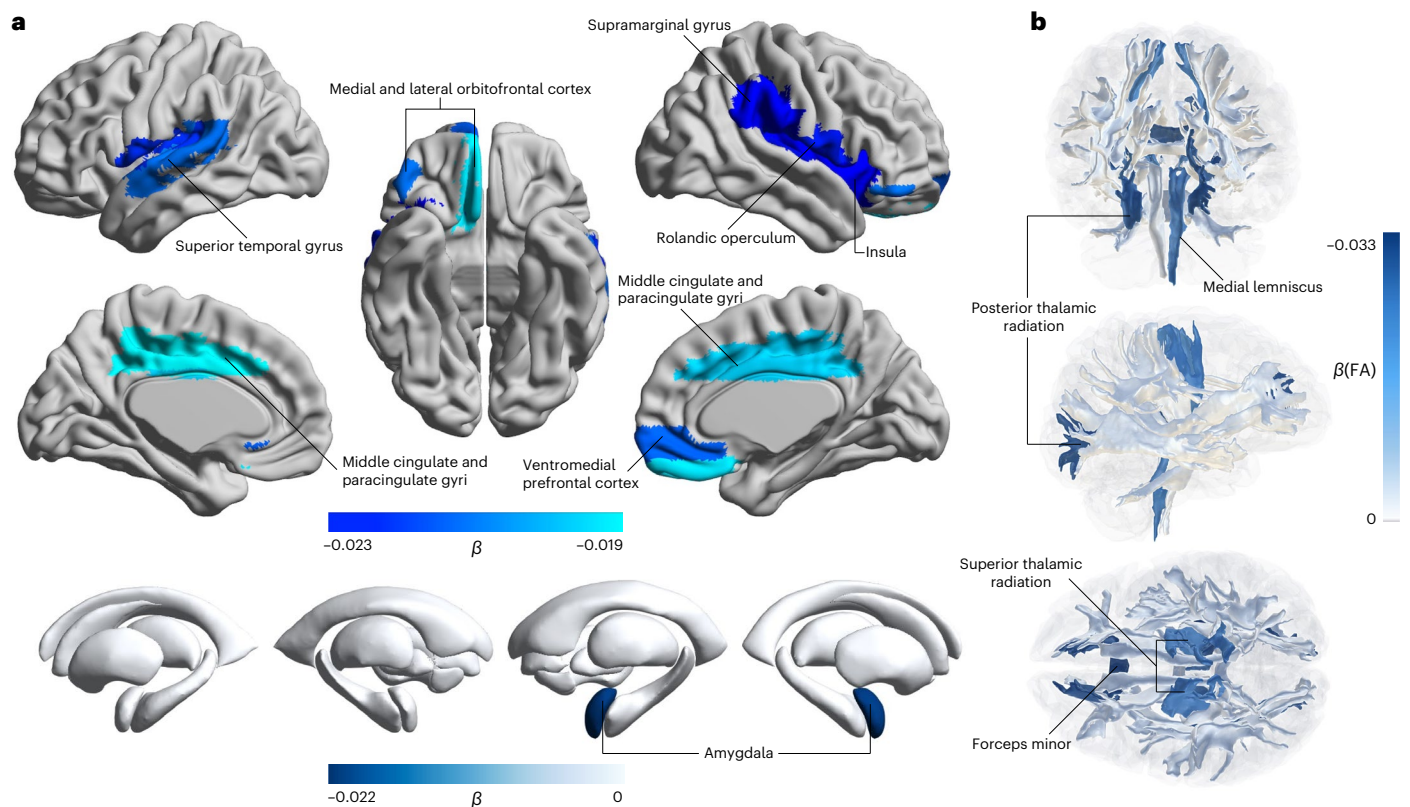 a
Supramarginal gyrus
Medial and lateral orbitofrontal cortex
Superior temporal gyrus
Rolandic operculum
Insula
Middle cingulate and
paracingulate gyri
Middle cingulate and
paracingulate gyri
Ventromedial
prefrontal cortex
−0.023
β
−0.019
Amygdala
−0.022
β
0
b
Medial lemniscus
Posterior thalamic
radiation
Superior thalamic
radiation
Forceps minor
−0.033
β(FA)
0